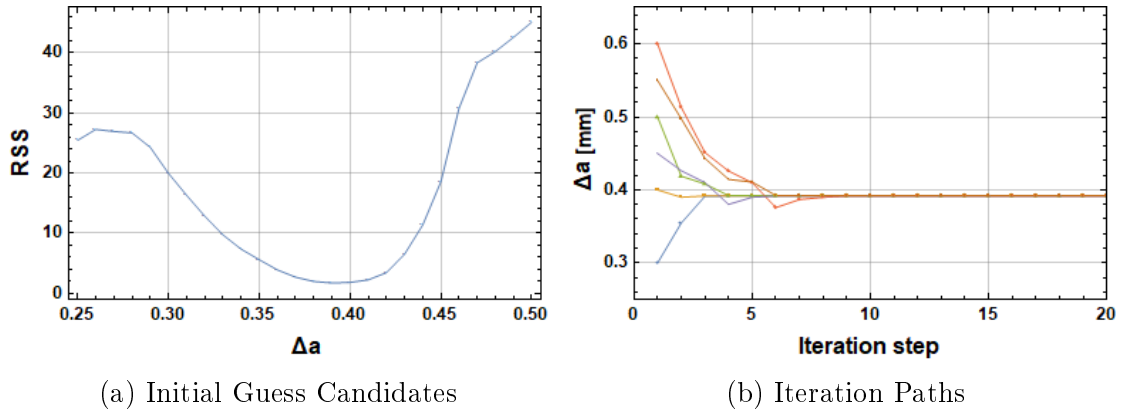 RSS
40
30
20
10
0
0.25 0.30 0.35 0.40 0.45 0.50
Δa
(a) Initial Guess Candidates
Δa [mm]
0.6
0.5
0.4
0.3
0 5 10 15 20
Iteration step
(b) Iteration Paths